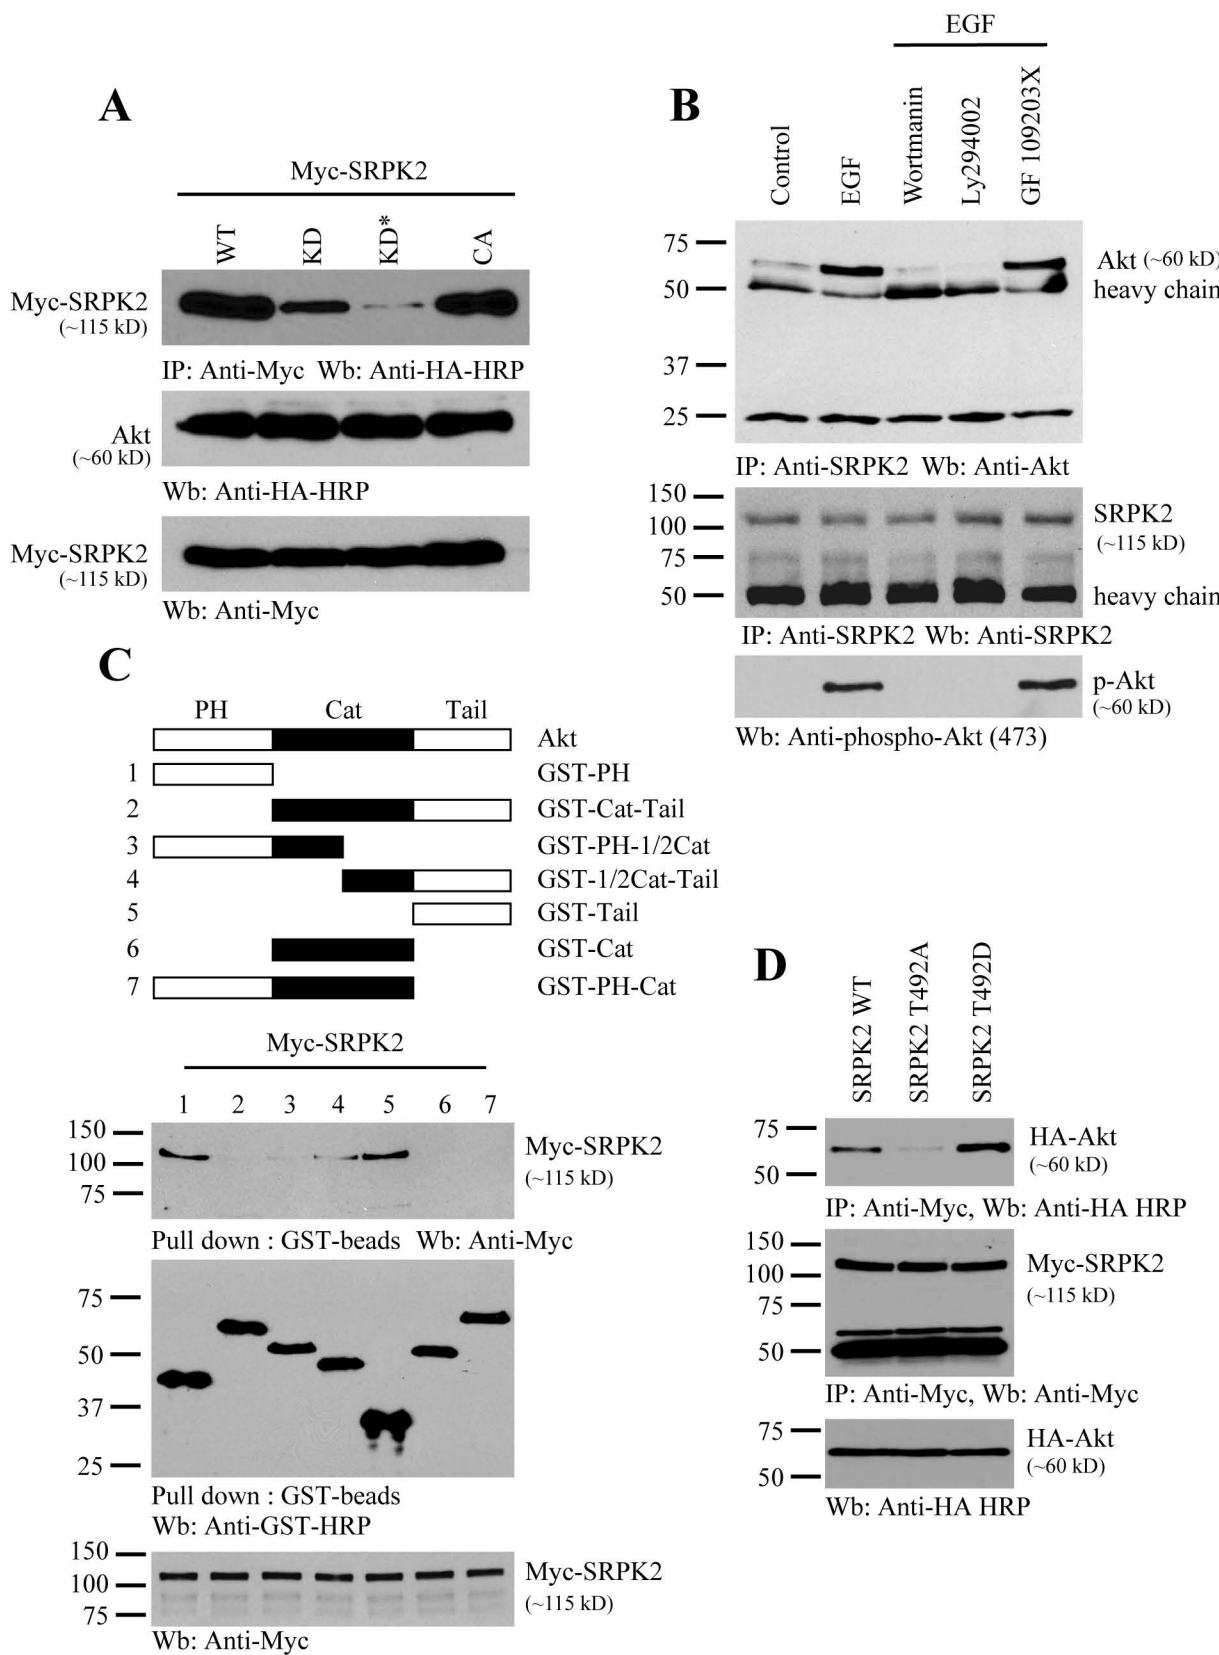 A
Myc-SRPK2
WT KD KD* CA
Myc-SRPK2
(~115 kD)
IP: Anti-Myc Wb: Anti-HA-HRP
Akt
(~60 kD)
Wb: Anti-HA-HRP
Myc-SRPK2
(~115 kD)
Wb: Anti-Myc
B
EGF
Control EGF Wortmanin Ly294002 GF 109203X
75
50
37
25
Akt (~60 kD)
heavy chain
IP: Anti-SRPK2 Wb: Anti-Akt
150
100
75
50
SRPK2
(~115 kD)
heavy chain
IP: Anti-SRPK2 Wb: Anti-SRPK2
p-Akt
(~60 kD)
Wb: Anti-phospho-Akt (473)
C
PH Cat Tail
Akt
1 GST-PH
2 GST-Cat-Tail
3 GST-PH-1/2Cat
4 GST-1/2Cat-Tail
5 GST-Tail
6 GST-Cat
7 GST-PH-Cat
Myc-SRPK2
1 2 3 4 5 6 7
150
100
75
Myc-SRPK2
(~115 kD)
Pull down : GST-beads Wb: Anti-Myc
75
50
37
25
Pull down : GST-beads
Wb: Anti-GST-HRP
150
100
75
Myc-SRPK2
(~115 kD)
Wb: Anti-Myc
D
SRPK2 WT SRPK2 T492A SRPK2 T492D
75
50
HA-Akt
(~60 kD)
IP: Anti-Myc, Wb: Anti-HA HRP
150
100
75
50
Myc-SRPK2
(~115 kD)
IP: Anti-Myc, Wb: Anti-Myc
75
50
HA-Akt
(~60 kD)
Wb: Anti-HA HRP